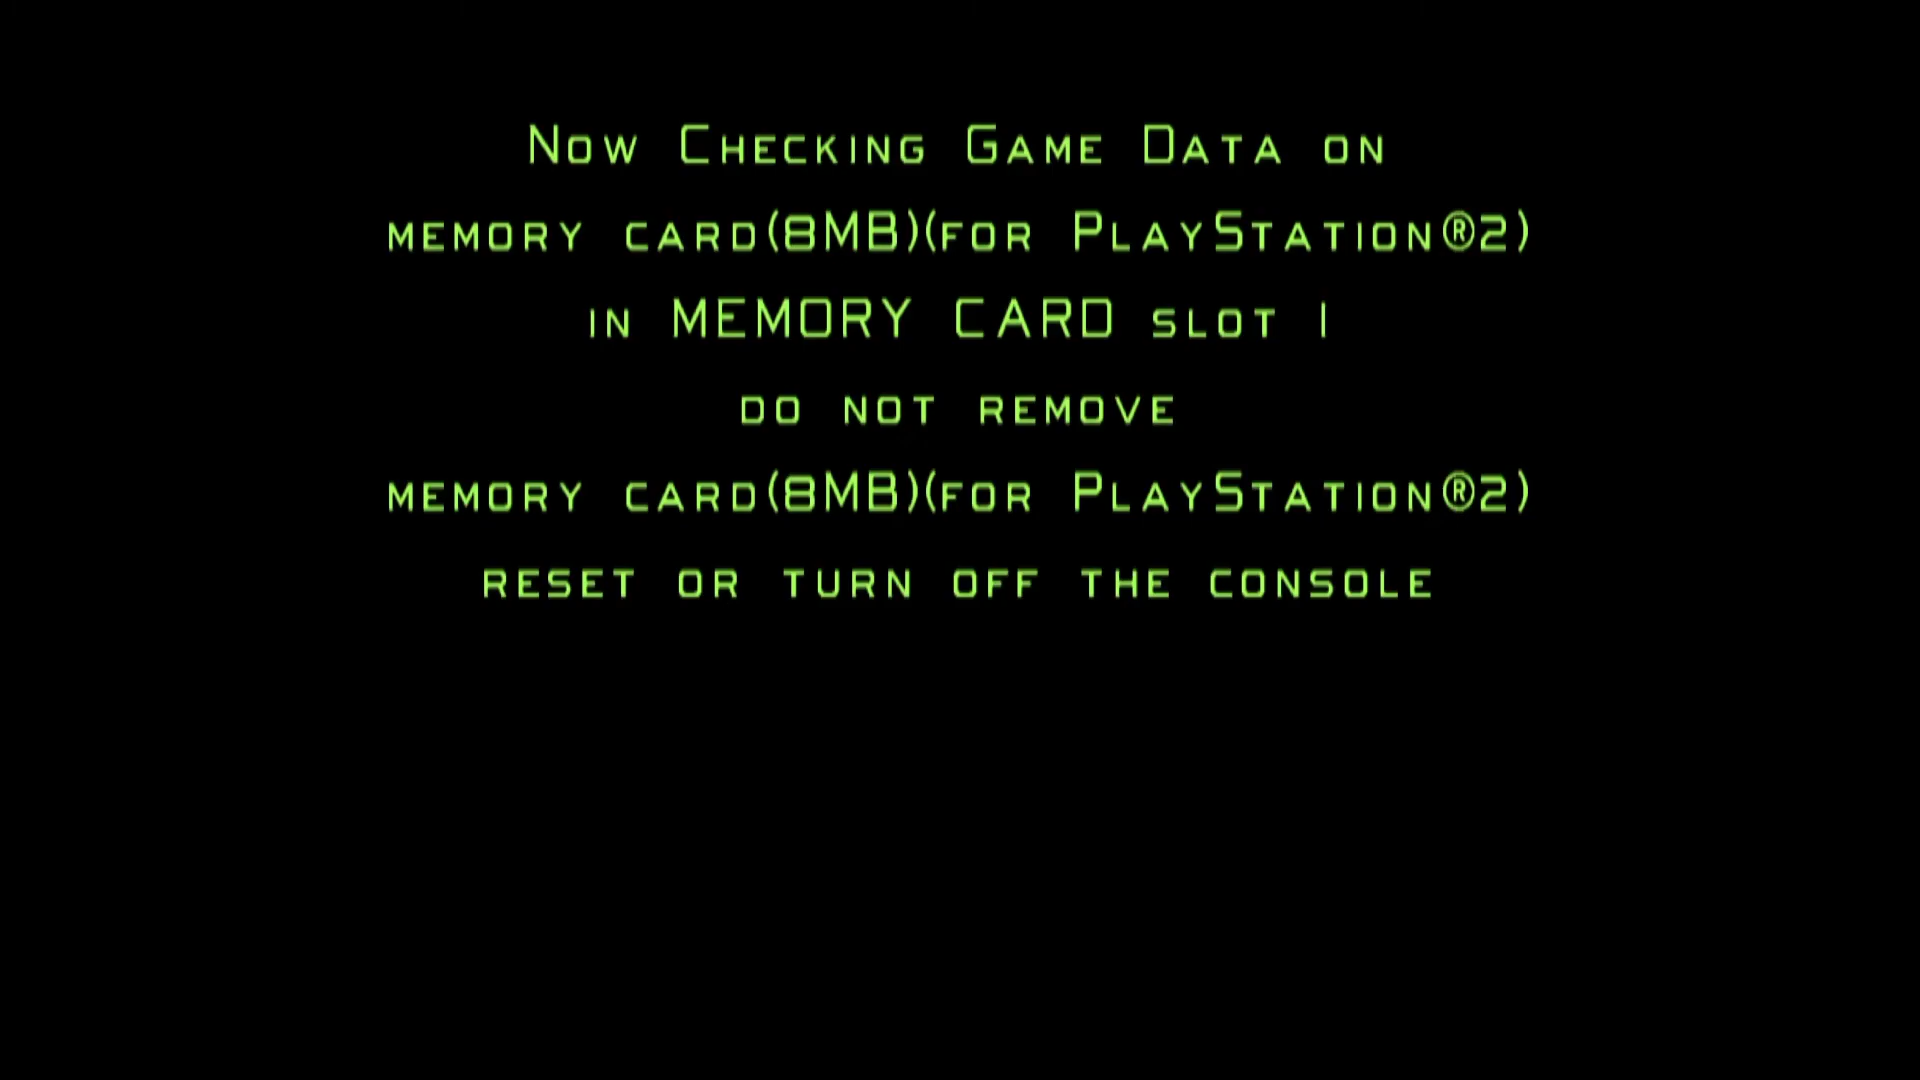 Now Checking Game Data on
memory card(8MB)(for PlayStation®2)
in MEMORY CARD slot 1
do not remove
memory card(8MB)(for PlayStation®2)
reset or turn off the console